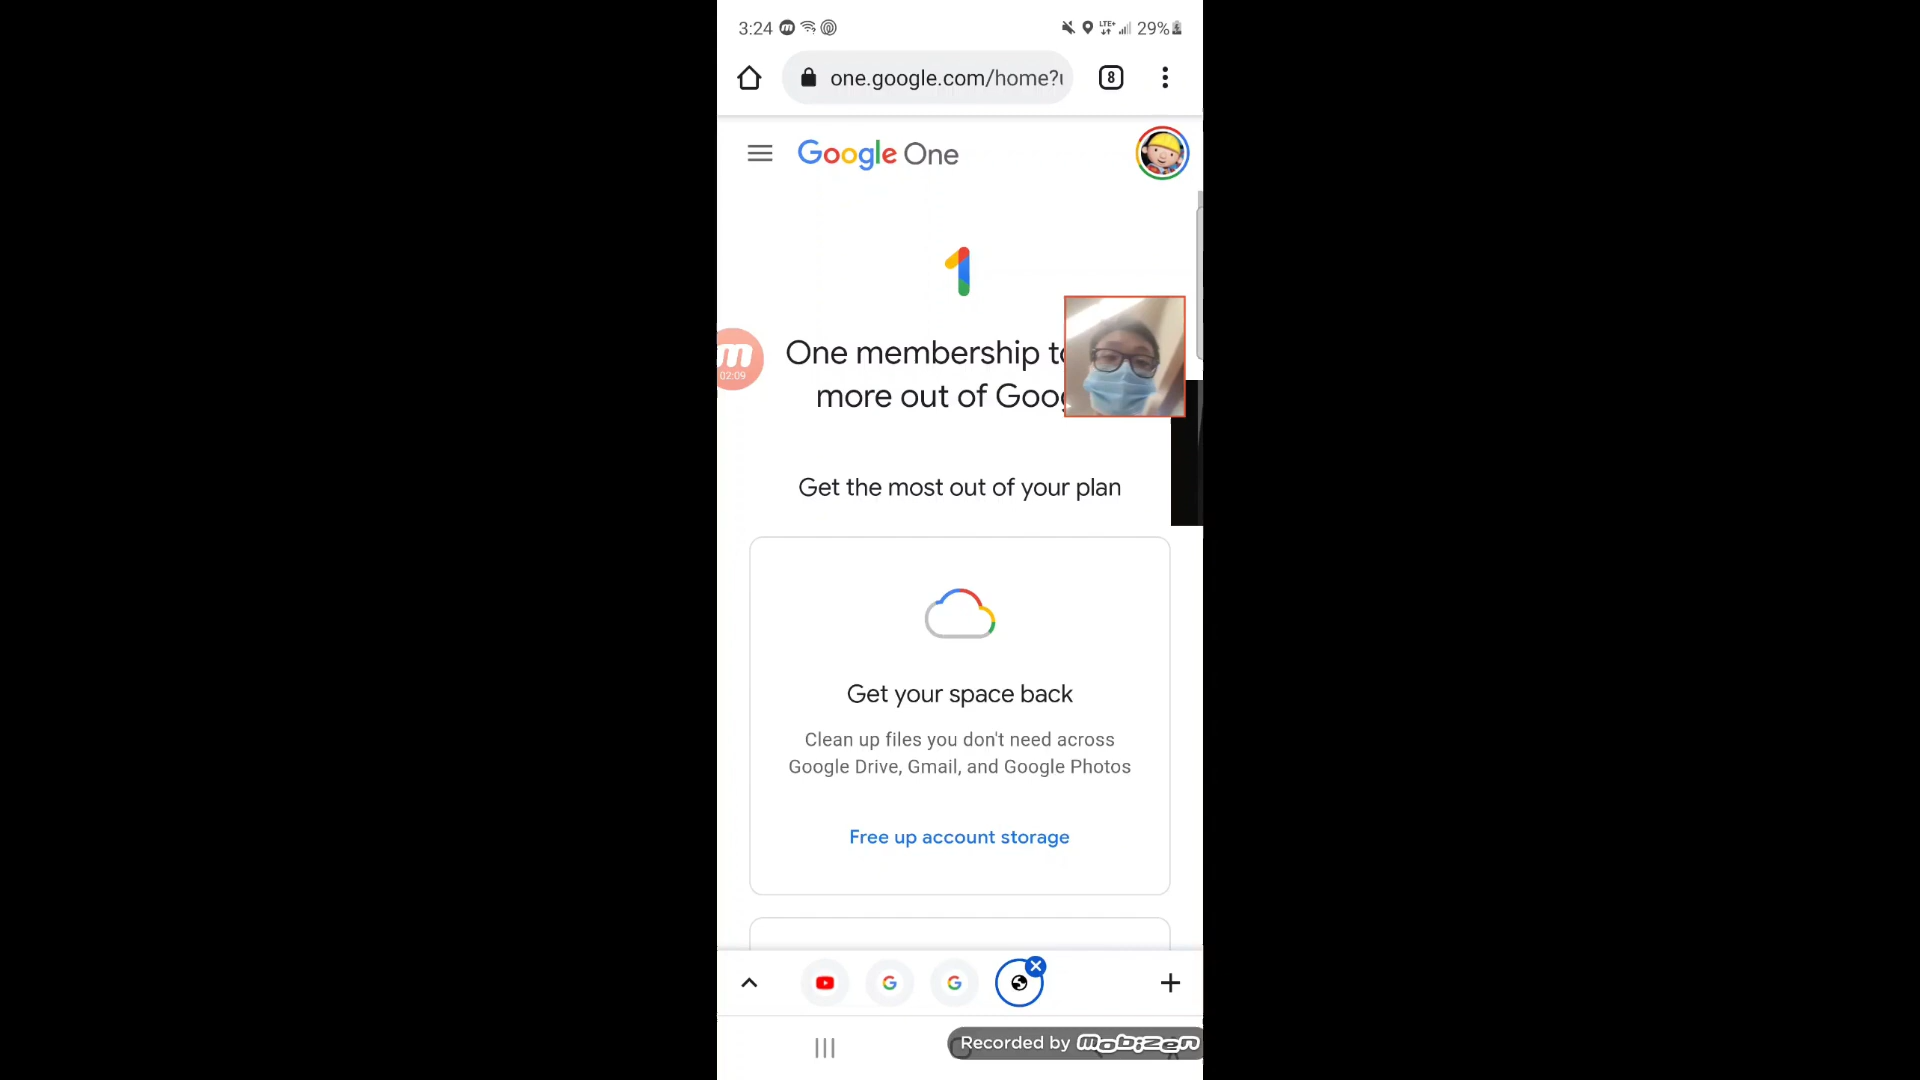 3:24
LTE+
29%
one.google.com/home?
8
Google One
One membership
more out of
Get the most out of your plan
02:09
Get your space back
Clean up files you don't need across
Google Drive, Gmail, and Google Photos
Free up account storage
Recorded by Mobizen